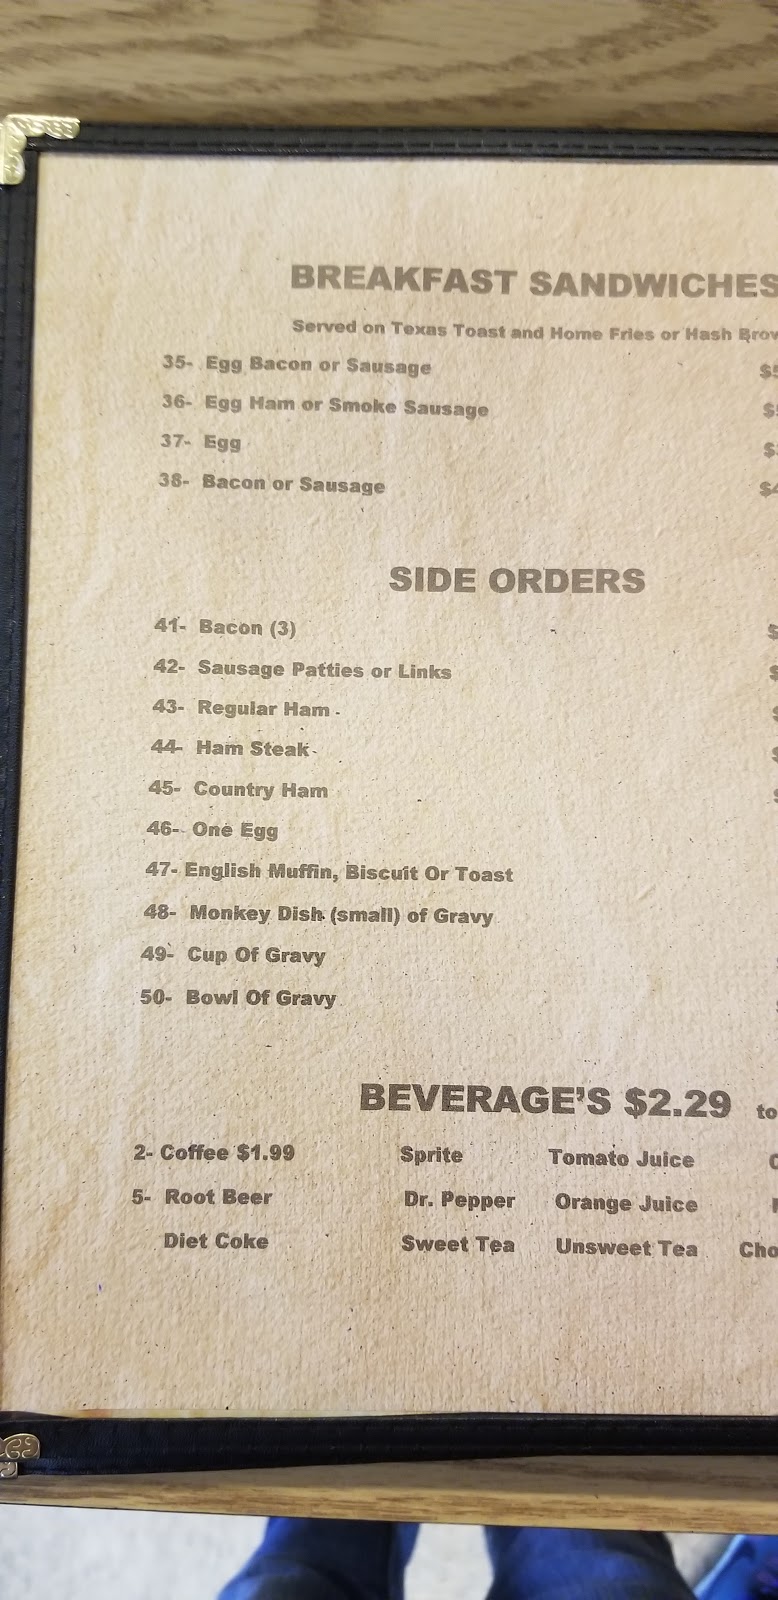 BREAKFAST SANDWICHES
Served on Texas Toast and Home Fries or Hash
35- Egg Bacon or Sausage
36- Egg Ham or Smoke Sausage
37- Egg
38- Bacon or Sausage $4
SIDE ORDERS
41- Bacon (3) $
42- Sausage Patties or Links
43- Regular Ham -
44- Ham Steak-
45- Country Ham
46- One Egg
47- English Muffin, Biscuit Or Toast
48- Monkey Dish (small) of Gravy
49- Cup Of Gravy
50- Bowl Of Gravy
BEVERAGE'S $2.29 to
2- Coffee $1.99 Sprite Tomato Juice
5- Root Beer Dr. Pepper Orange Juice
Diet Coke Sweet Tea Unsweet Tea Cho